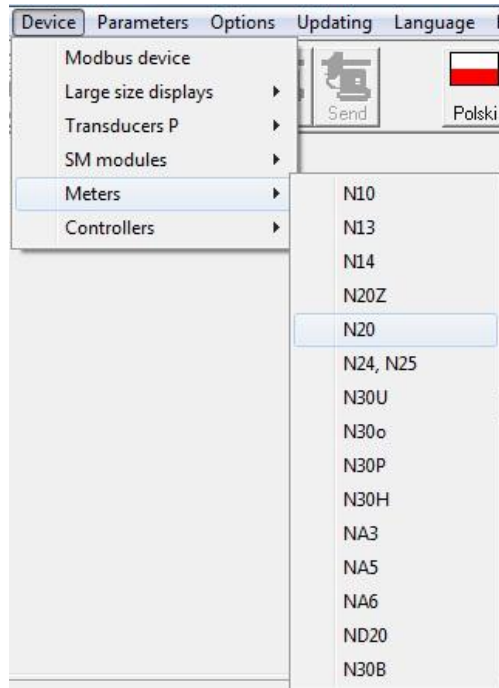 Device Parameters Options Updating Language
Modbus device
Large size displays
Transducers P
SM modules
Meters
Controllers
Send
Polski
N10
N13
N14
N20Z
N20
N24, N25
N30U
N30o
N30P
N30H
NA3
NA5
NA6
ND20
N30B